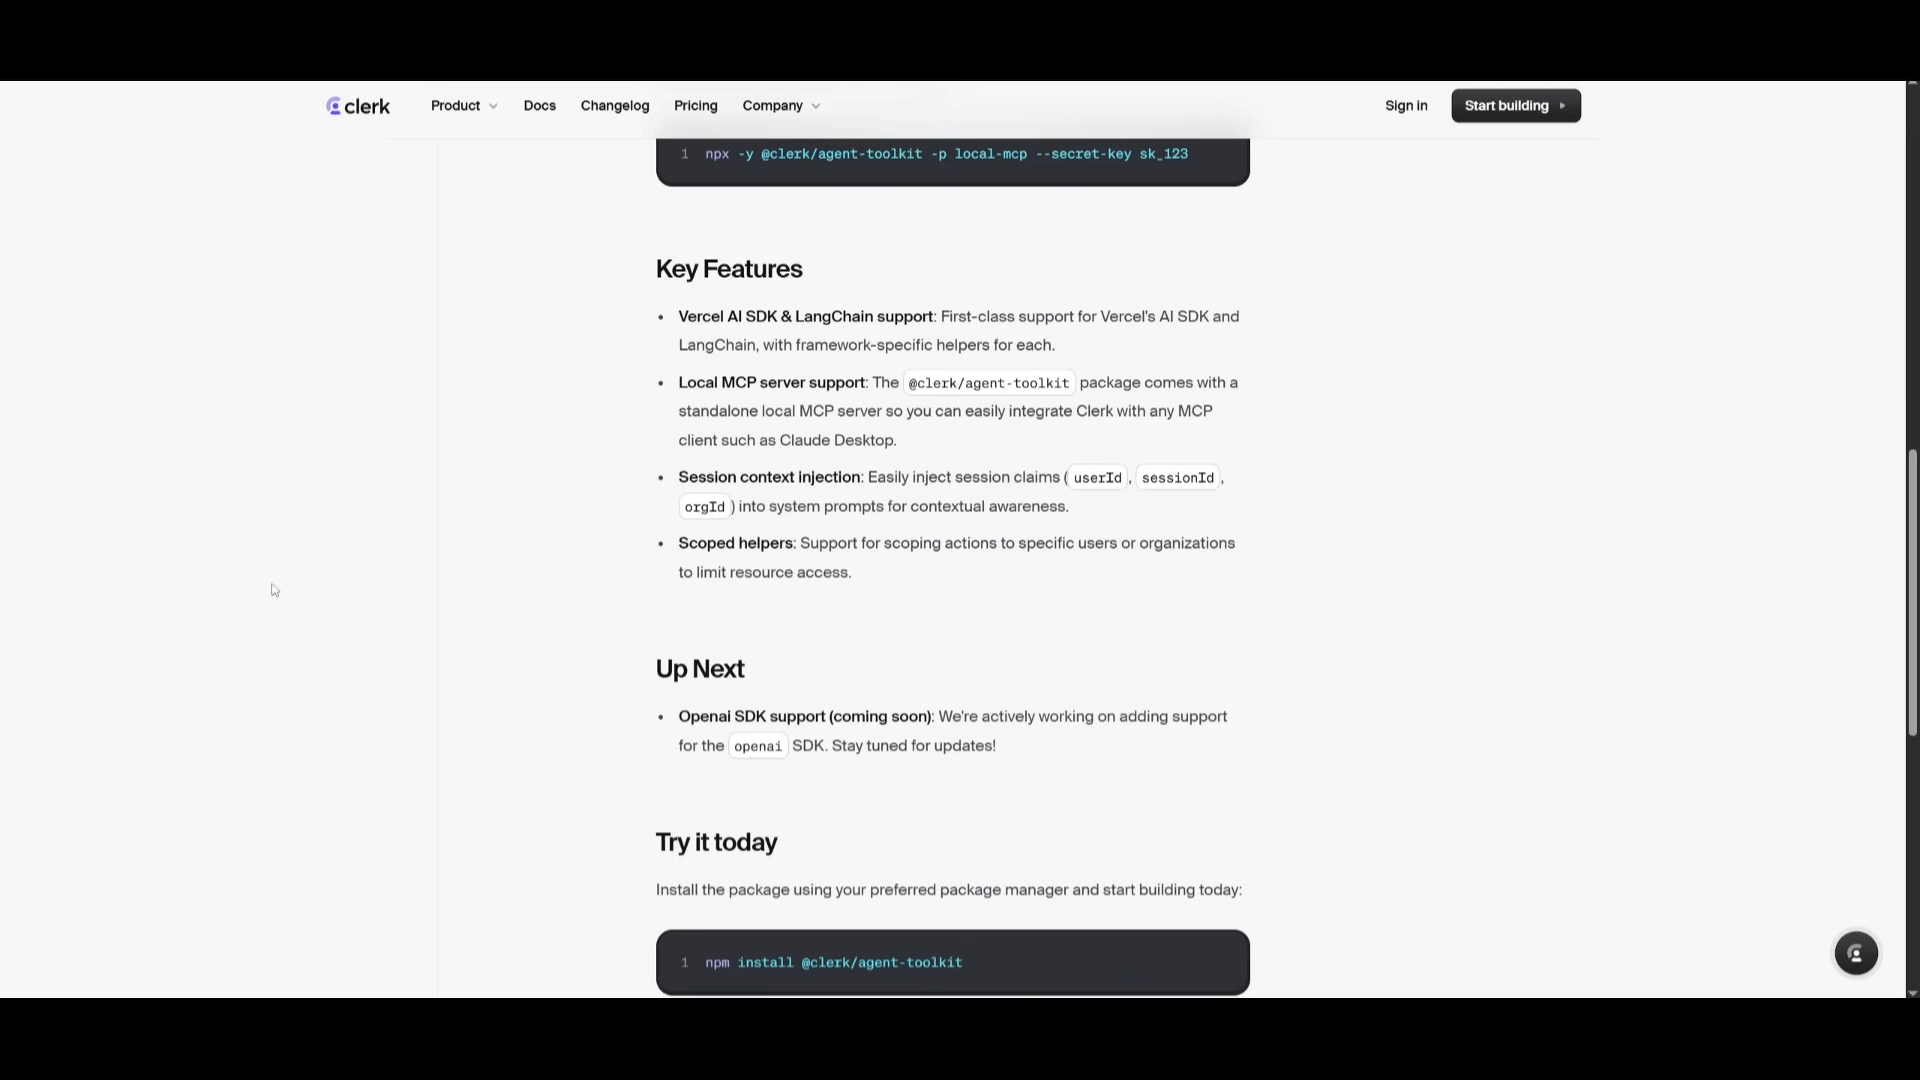 clerk Product Docs Changelog Pricing Company Sign in Start building
1 npx -y @clerk/agent-toolkit -p local-mcp --secret-key sk_123
Key Features
• Vercel AI SDK & LangChain support: First-class support for Vercel's AI SDK and
LangChain, with framework-specific helpers for each.
• Local MCP server support: The @clerk/agent-toolkit package comes with a
standalone local MCP server so you can easily integrate Clerk with any MCP
client such as Claude Desktop.
• Session context injection: Easily inject session claims ( userId , sessionId ,
orgId ) into system prompts for contextual awareness.
• Scoped helpers: Support for scoping actions to specific users or organizations
to limit resource access.
Up Next
• Openai SDK support (coming soon): We're actively working on adding support
for the openai SDK. Stay tuned for updates!
Try it today
Install the package using your preferred package manager and start building today:
1 npm install @clerk/agent-toolkit